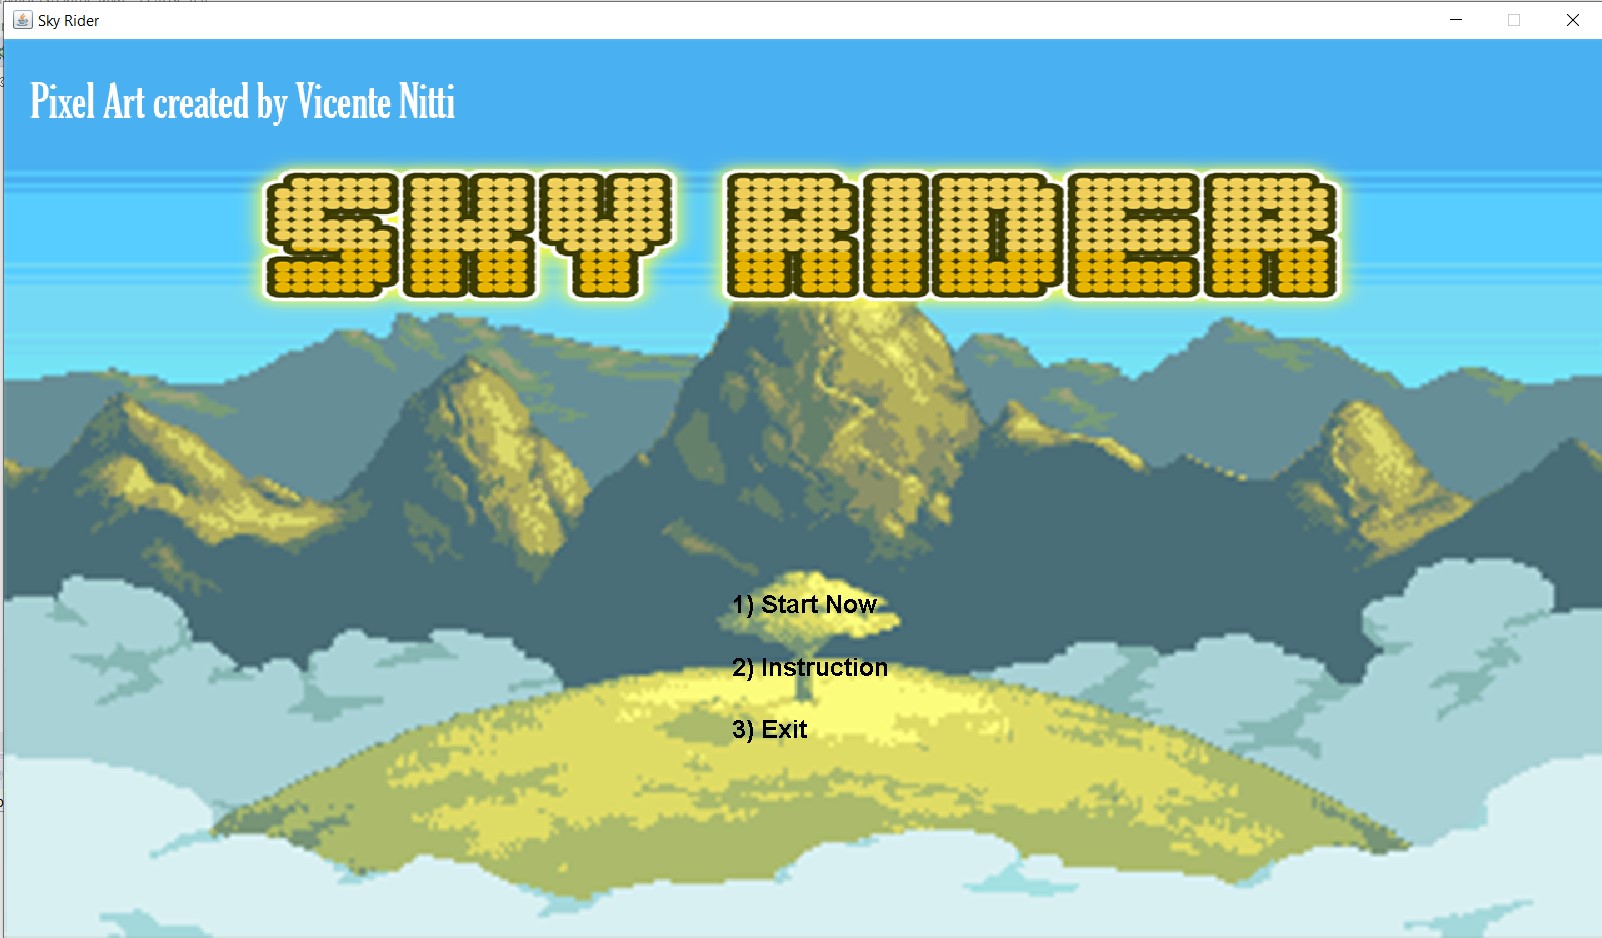 Sky Rider
Pixel Art created by Vicente Nitti
SKY RIDER
1) Start Now
2) Instruction
3) Exit